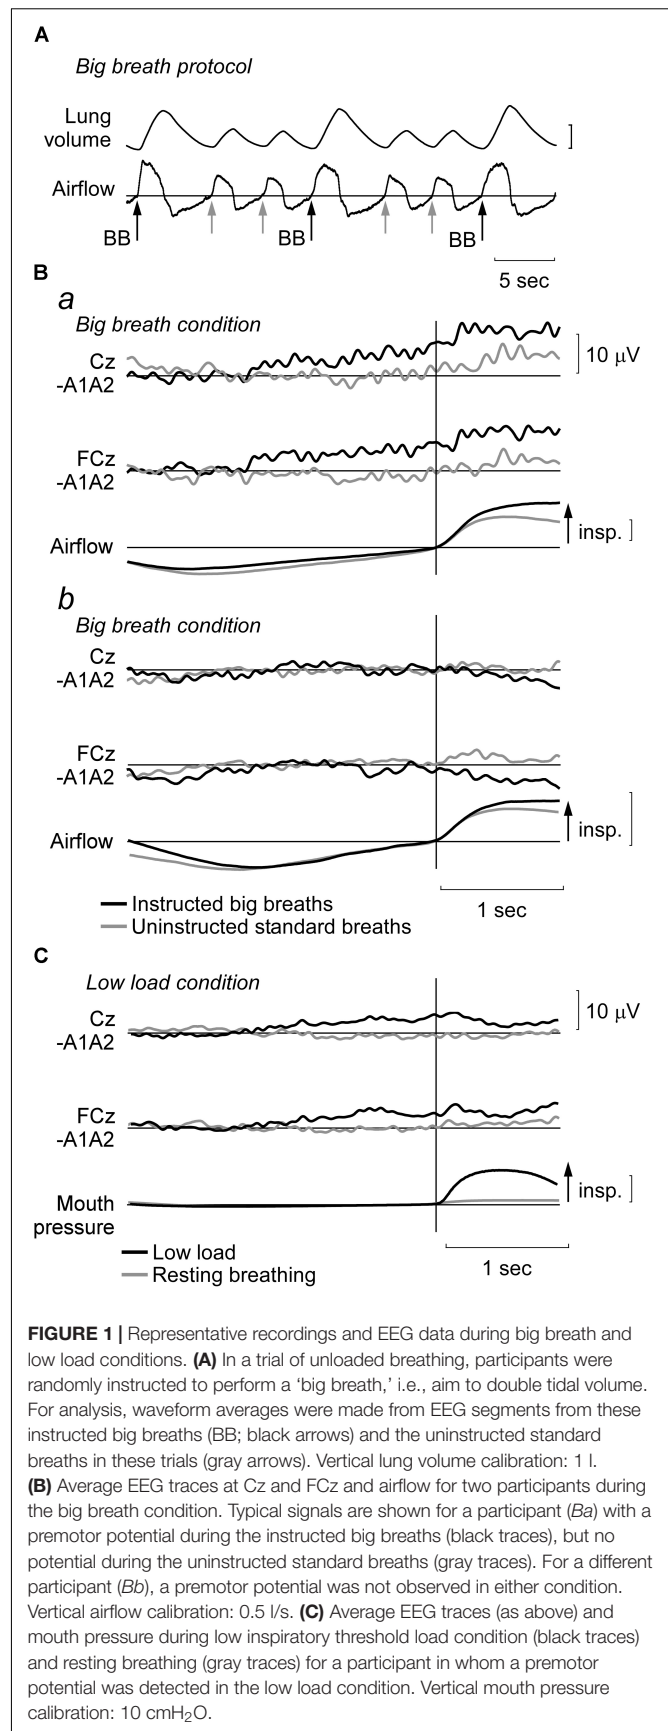 A
Big breath protocol
Lung
volume
Airflow
BB
BB
BB
5 sec
B
a
Big breath condition
Cz
-A1A2
10 μV
FCz
-A1A2
Airflow
insp.
b
Big breath condition
Cz
-A1A2
FCz
-A1A2
Airflow
insp.
1 sec
Instructed big breaths
Uninstructed standard breaths
C
Low load condition
Cz
-A1A2
10 μV
FCz
-A1A2
Mouth
pressure
insp.
1 sec
Low load
Resting breathing
FIGURE 1 | Representative recordings and EEG data during big breath and
low load conditions. (A) In a trial of unloaded breathing, participants were
randomly instructed to perform a ‘big breath,’ i.e., aim to double tidal volume.
For analysis, waveform averages were made from EEG segments from these
instructed big breaths (BB; black arrows) and the uninstructed standard
breaths in these trials (gray arrows). Vertical lung volume calibration: 1 l.
(B) Average EEG traces at Cz and FCz and airflow for two participants during
the big breath condition. Typical signals are shown for a participant (Ba) with a
premotor potential during the instructed big breaths (black traces), but no
potential during the uninstructed standard breaths (gray traces). For a different
participant (Bb), a premotor potential was not observed in either condition.
Vertical airflow calibration: 0.5 l/s. (C) Average EEG traces (as above) and
mouth pressure during low inspiratory threshold load condition (black traces)
and resting breathing (gray traces) for a participant in whom a premotor
potential was detected in the low load condition. Vertical mouth pressure
calibration: 10 cmH₂O.